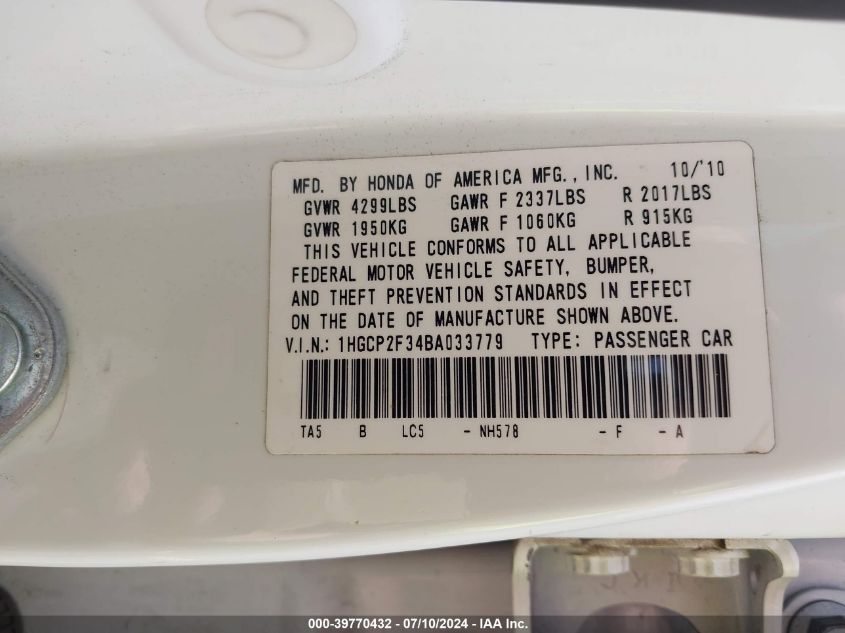 MFD. BY HONDA OF AMERICA MFG., INC. 10/'10
GVWR 4299LBS GAWR F 2337LBS R 2017LBS
GVWR 1950KG GAWR F 1060KG R 915KG
THIS VEHICLE CONFORMS TO ALL APPLICABLE
FEDERAL MOTOR VEHICLE SAFETY, BUMPER,
AND THEFT PREVENTION STANDARDS IN EFFECT
ON THE DATE OF MANUFACTURE SHOWN ABOVE.
V.I.N.: 1HGCP2F34BA033779 TYPE: PASSENGER CAR
TA5 B LC5 - NH578 - F - A
000-39770432 - 07/10/2024 - IAA, Inc.